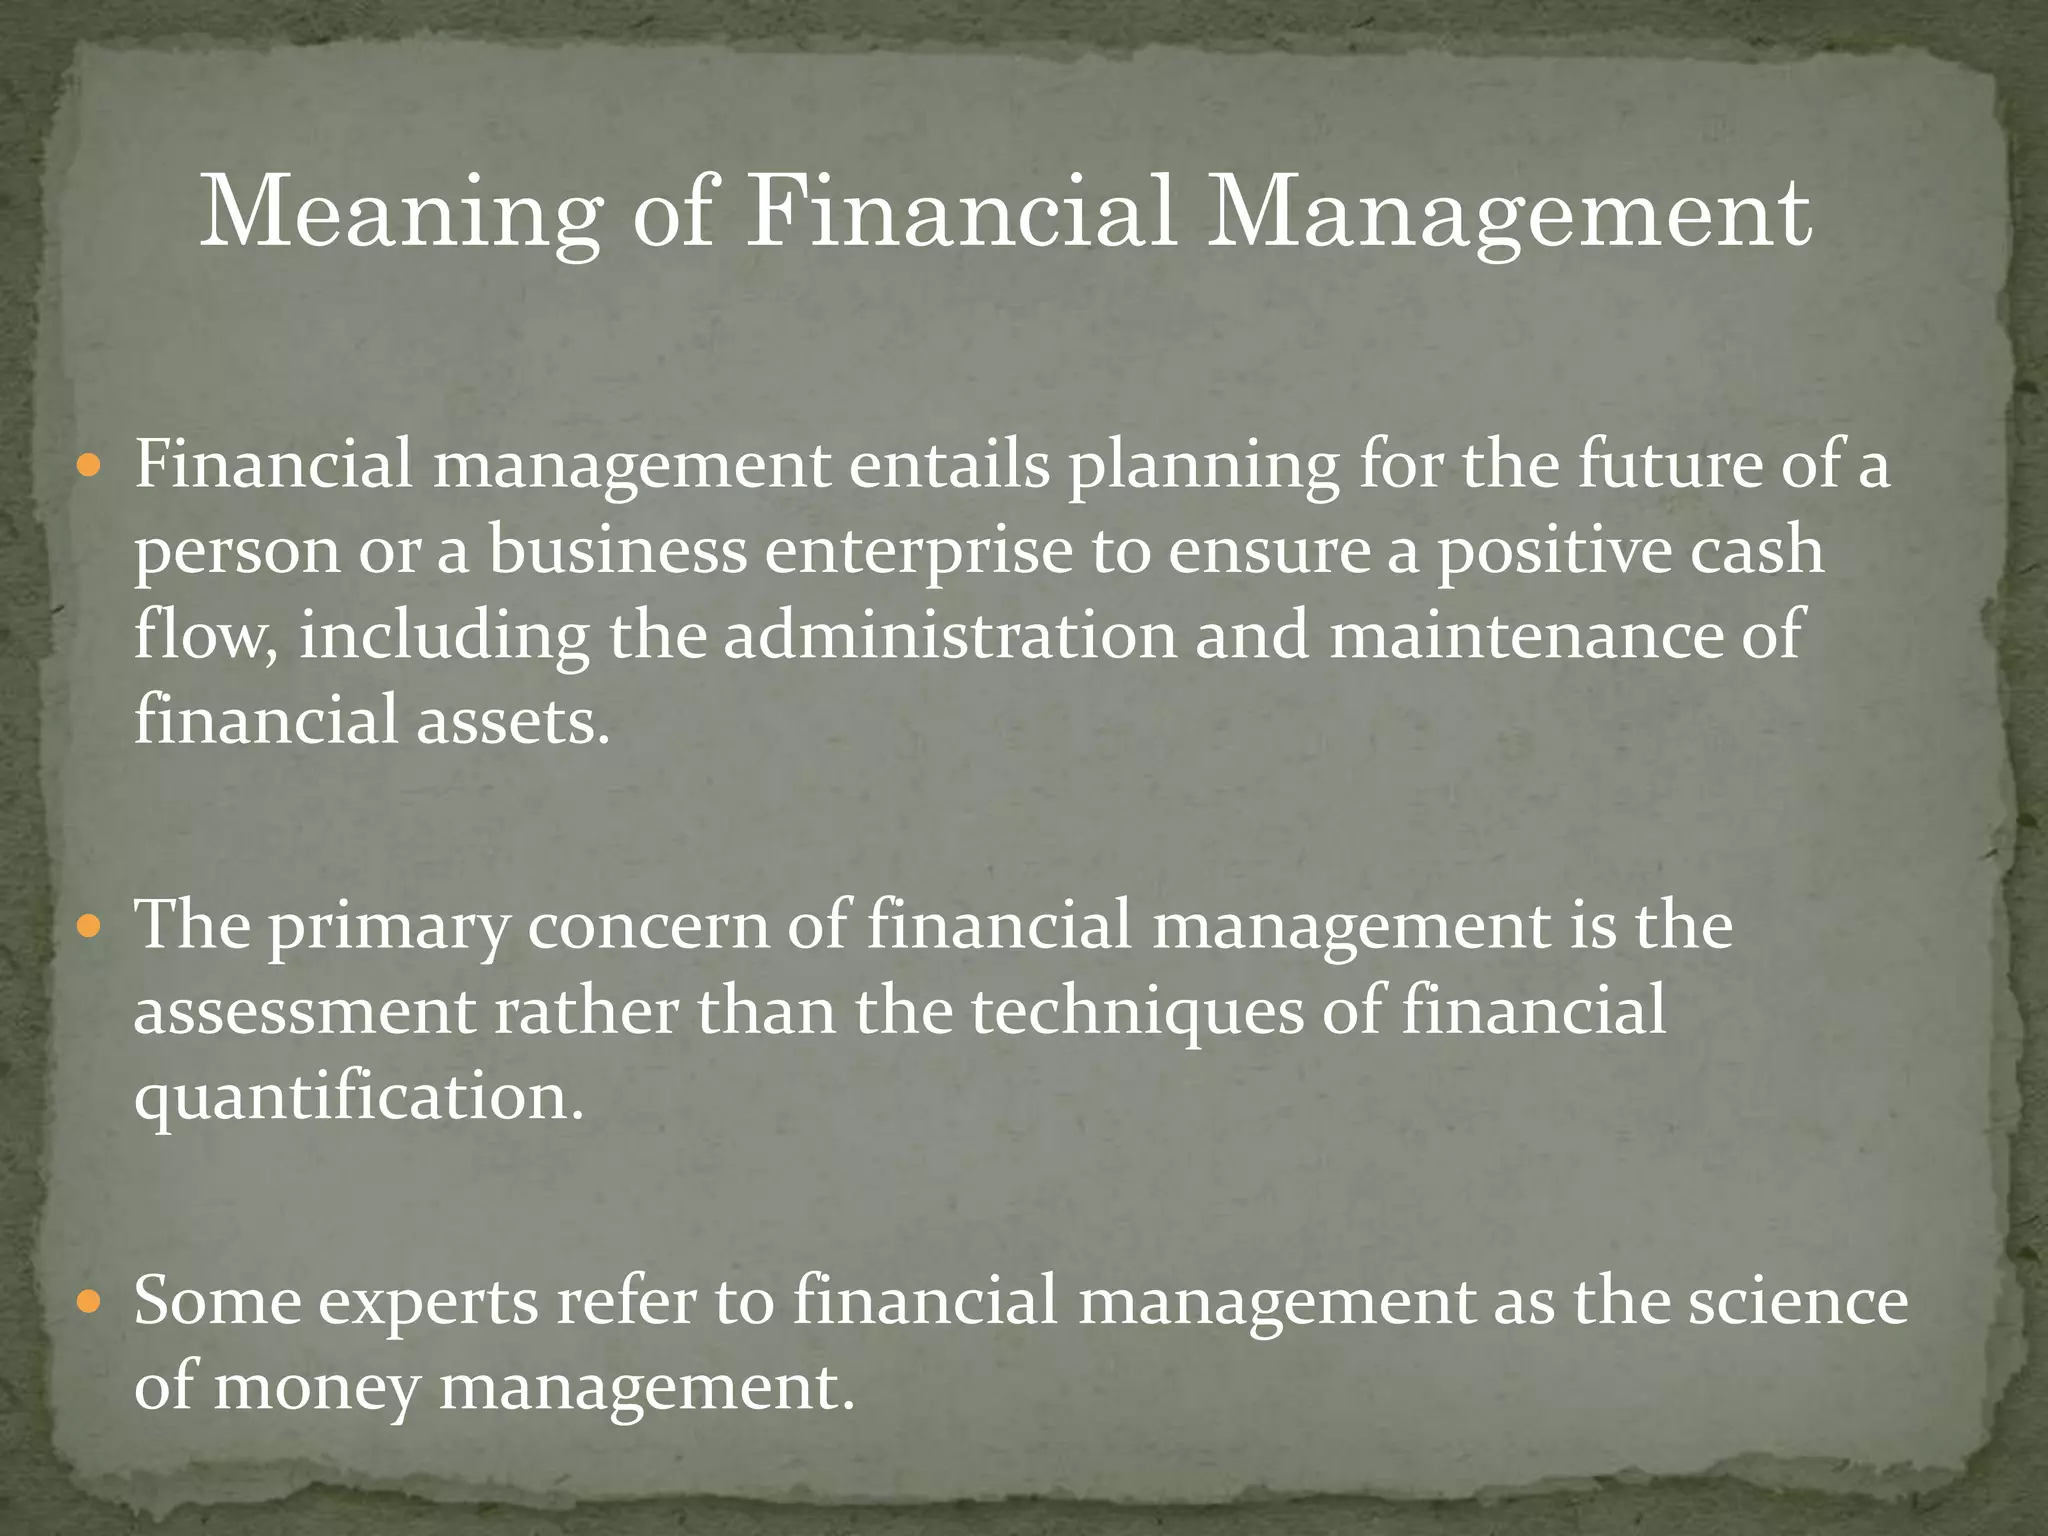 Meaning of Financial Management
• Financial management entails planning for the future of a
person or a business enterprise to ensure a positive cash
flow, including the administration and maintenance of
financial assets.
• The primary concern of financial management is the
assessment rather than the techniques of financial
quantification.
• Some experts refer to financial management as the science
of money management.